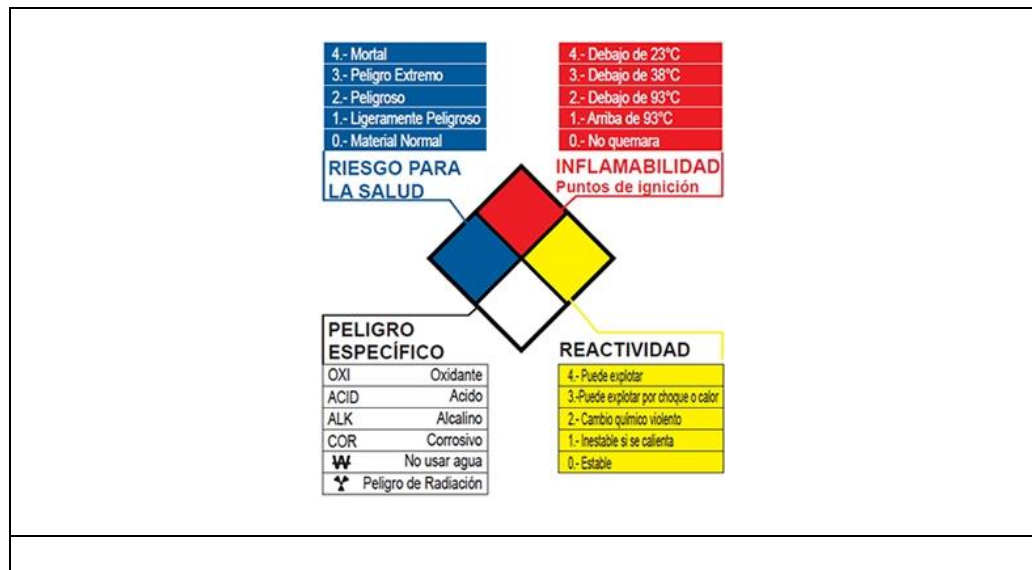 4.- Mortal
3.- Peligro Extremo
2.- Peligroso
1.- Ligeramente Peligroso
0.- Material Normal
RIESGO PARA
LA SALUD
4.- Debajo de 23°C
3.- Debajo de 38°C
2.- Debajo de 93°C
1.- Arriba de 93°C
0.- No quemara
INFLAMABILIDAD
Puntos de ignición
PELIGRO
ESPECÍFICO
OXI Oxidante
ACID Acido
ALK Alcalino
COR Corrosivo
W No usar agua
Peligro de Radiación
REACTIVIDAD
4.- Puede explotar
3.-Puede explotar por choque o calor
2.- Cambio químico violento
1.- Inestable si se calienta
0.- Estable